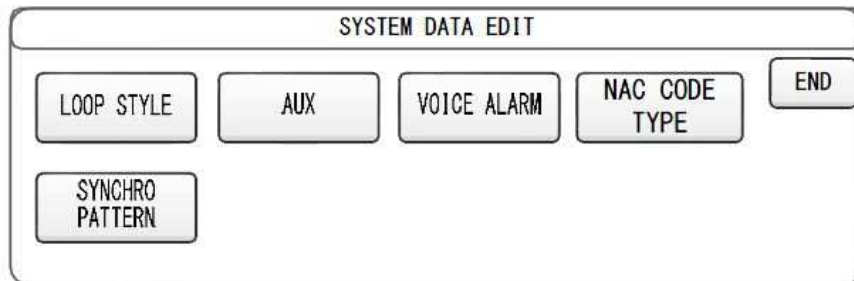 SYSTEM DATA EDIT
LOOP STYLE
AUX
VOICE ALARM
NAC CODE
TYPE
END
SYNCHRO
PATTERN